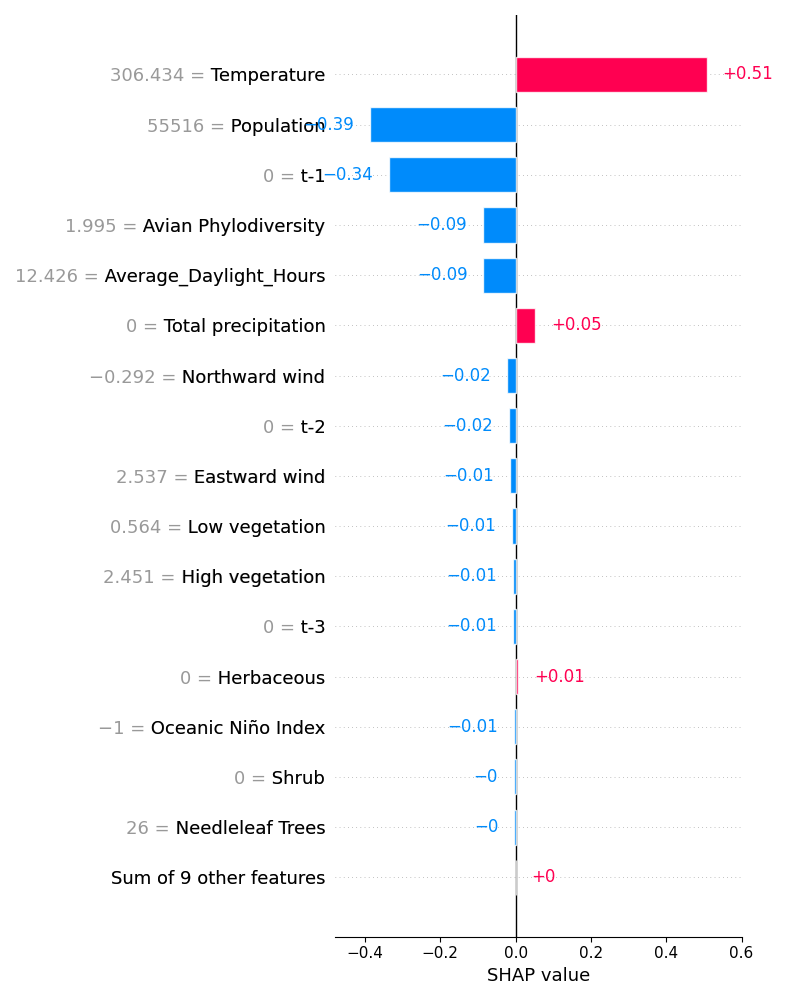 306.434 = Temperature +0.51
55516 = Population −0.39
0 = t-1 −0.34
1.995 = Avian Phylodiversity −0.09
12.426 = Average_Daylight_Hours −0.09
0 = Total precipitation +0.05
−0.292 = Northward wind −0.02
0 = t-2 −0.02
2.537 = Eastward wind −0.01
0.564 = Low vegetation −0.01
2.451 = High vegetation −0.01
0 = t-3 −0.01
0 = Herbaceous +0.01
−1 = Oceanic Niño Index −0.01
0 = Shrub −0
26 = Needleleaf Trees −0
Sum of 9 other features +0
−0.4 −0.2 0.0 0.2 0.4 0.6
SHAP value